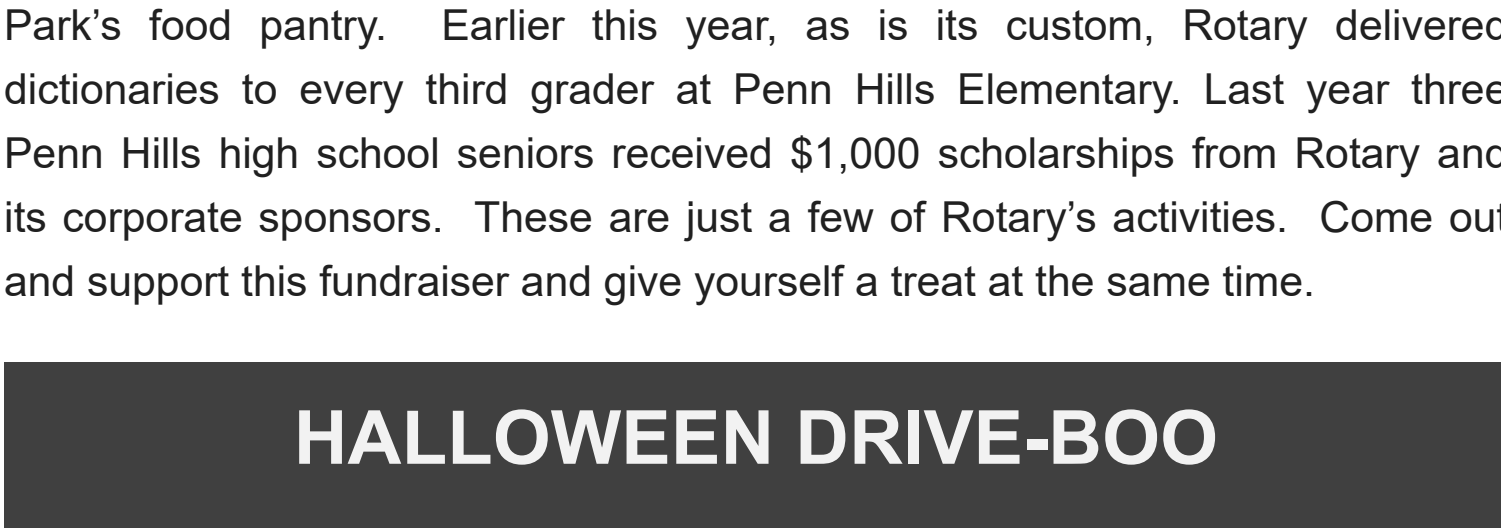 Park’s food pantry.  Earlier this year, as is its custom, Rotary delivered
dictionaries to every third grader at Penn Hills Elementary. Last year three
Penn Hills high school seniors received $1,000 scholarships from Rotary and
its corporate sponsors.  These are just a few of Rotary’s activities.  Come out
and support this fundraiser and give yourself a treat at the same time.
HALLOWEEN DRIVE-BOO